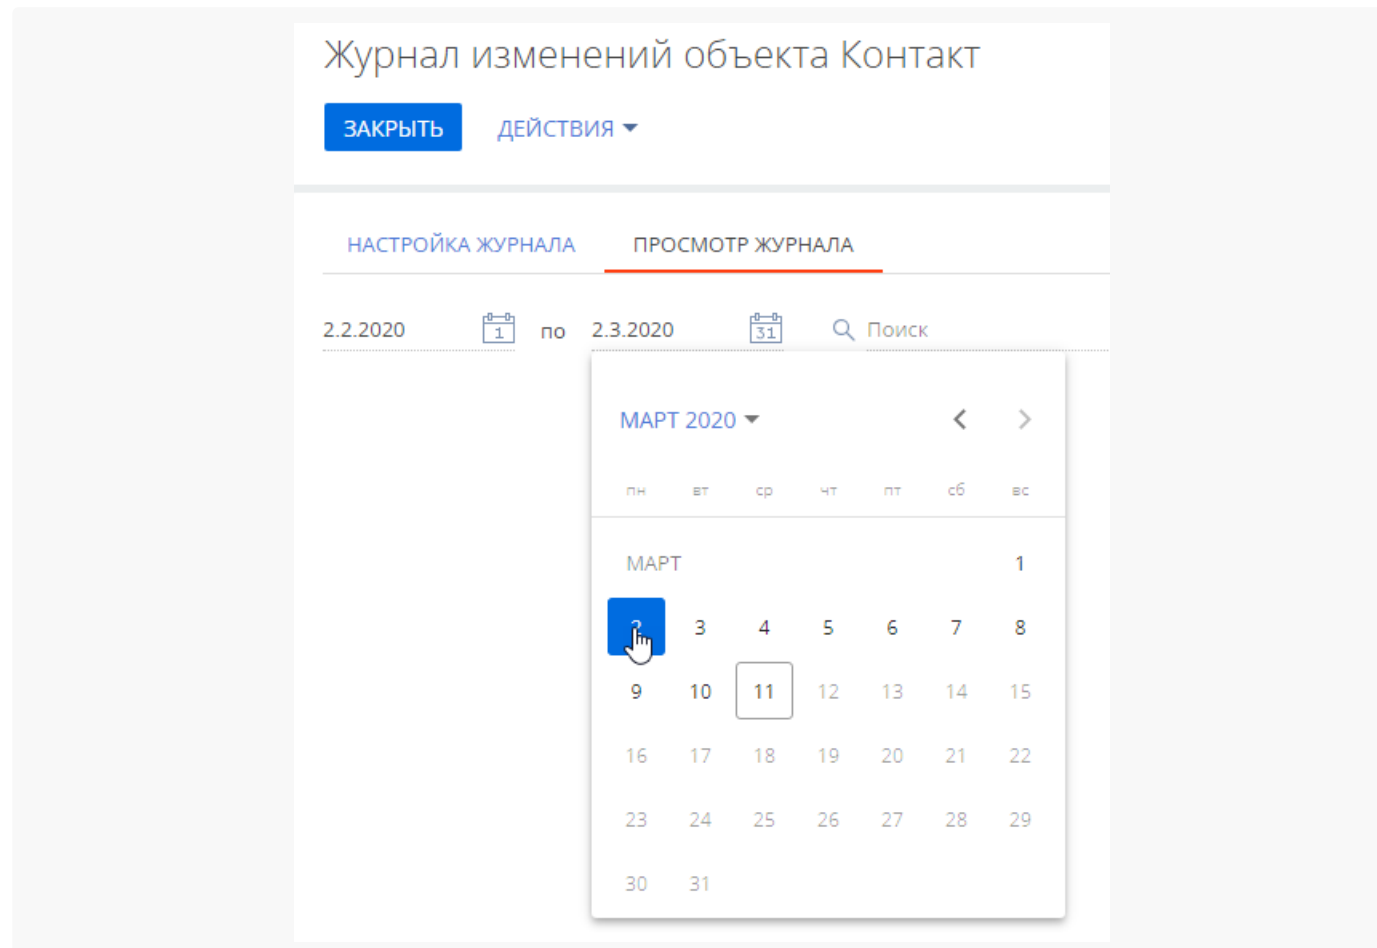 Журнал изменений объекта Контакт
ЗАКРЫТЬ ДЕЙСТВИЯ
НАСТРОЙКА ЖУРНАЛА ПРОСМОТР ЖУРНАЛА
2.2.2020 1 по 2.3.2020 31 Поиск
МАРТ 2020
пн вт ср чт пт сб вс
МАРТ 1
2 3 4 5 6 7 8
9 10 11 12 13 14 15
16 17 18 19 20 21 22
23 24 25 26 27 28 29
30 31